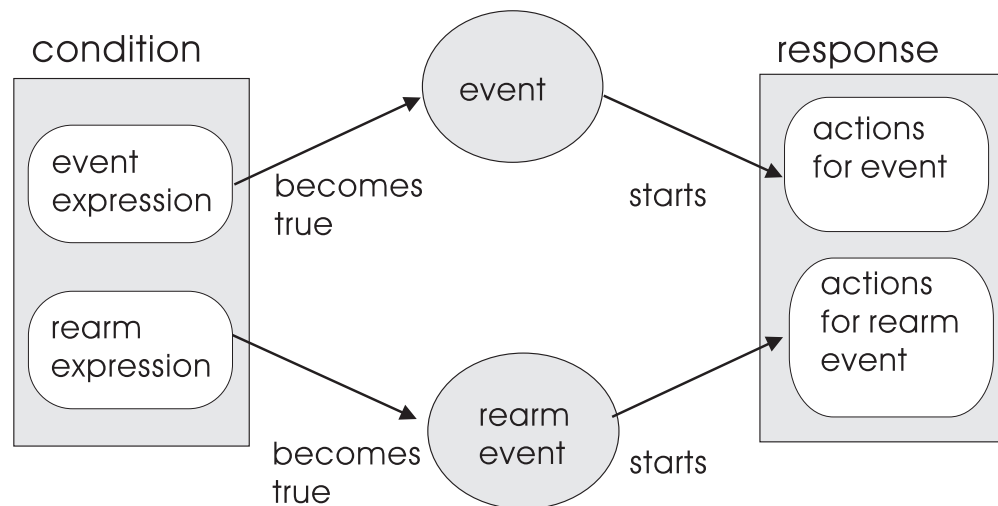 condition
event
expression
rearm
expression
becomes
true
becomes
true
event
rearm
event
starts
starts
response
actions
for event
actions
for rearm
event